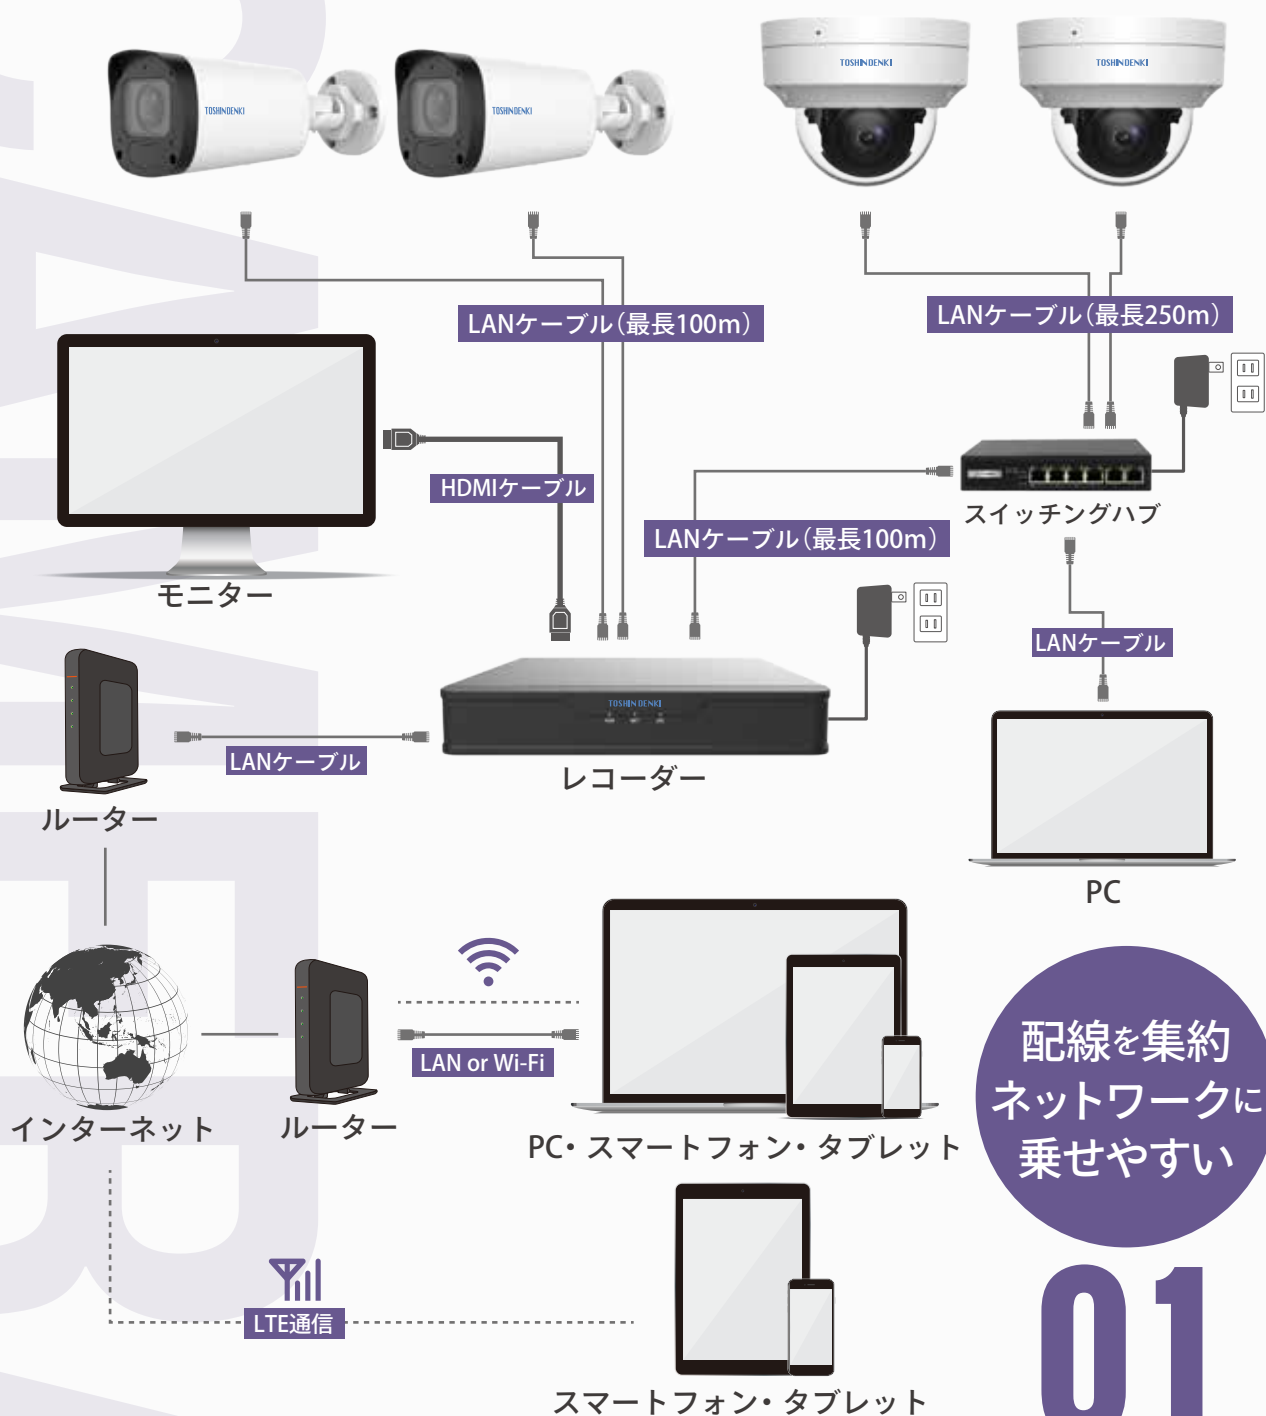 TOSHINDENKI
TOSHINDENKI
TOSHINDENKI
TOSHINDENKI
LANケーブル(最長100m)
LANケーブル(最長250m)
HDMIケーブル
スイッチングハブ
LANケーブル(最長100m)
モニター
LANケーブル
TOSHIN DENKI
LANケーブル
レコーダー
ルーター
PC
LAN or Wi-Fi
インターネット
ルーター
PC・スマートフォン・タブレット
配線を集約
ネットワークに
乗せやすい
LTE通信
01
スマートフォン・タブレット